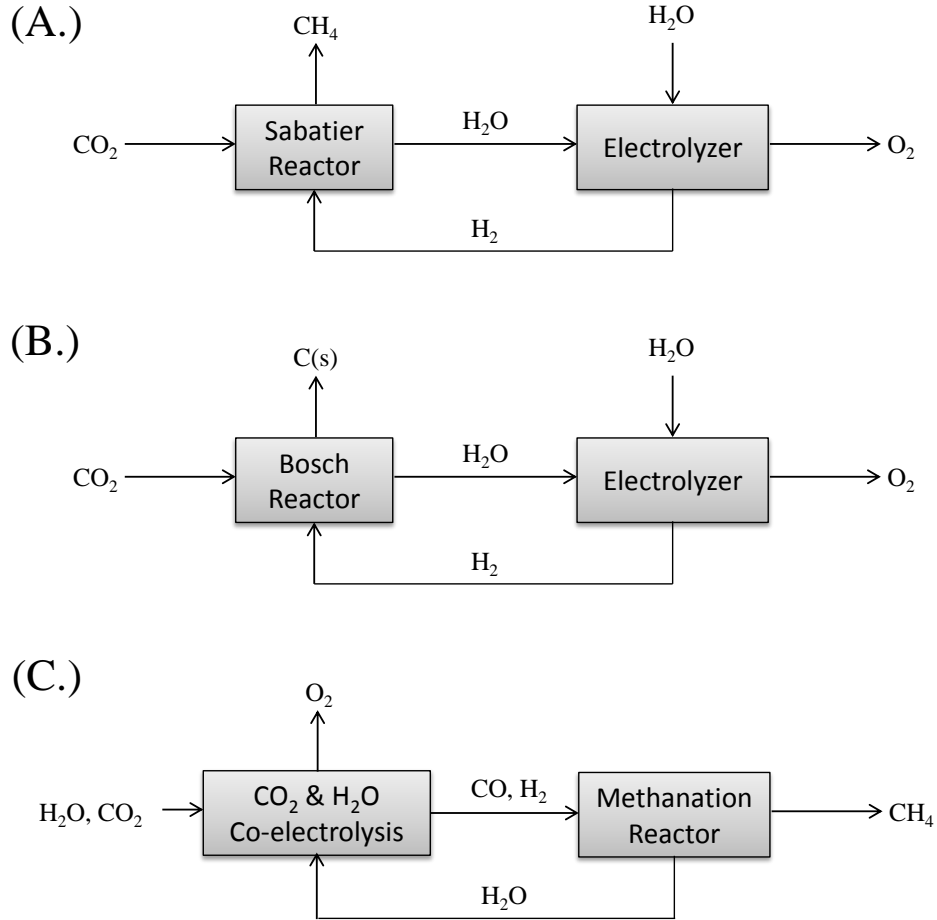 (A.)
CH₄
H₂O
CO₂
Sabatier
Reactor
H₂O
Electrolyzer
O₂
H₂
(B.)
C(s)
H₂O
CO₂
Bosch
Reactor
H₂O
Electrolyzer
O₂
H₂
(C.)
O₂
H₂O, CO₂
CO₂ & H₂O
Co-electrolysis
CO, H₂
Methanation
Reactor
CH₄
H₂O